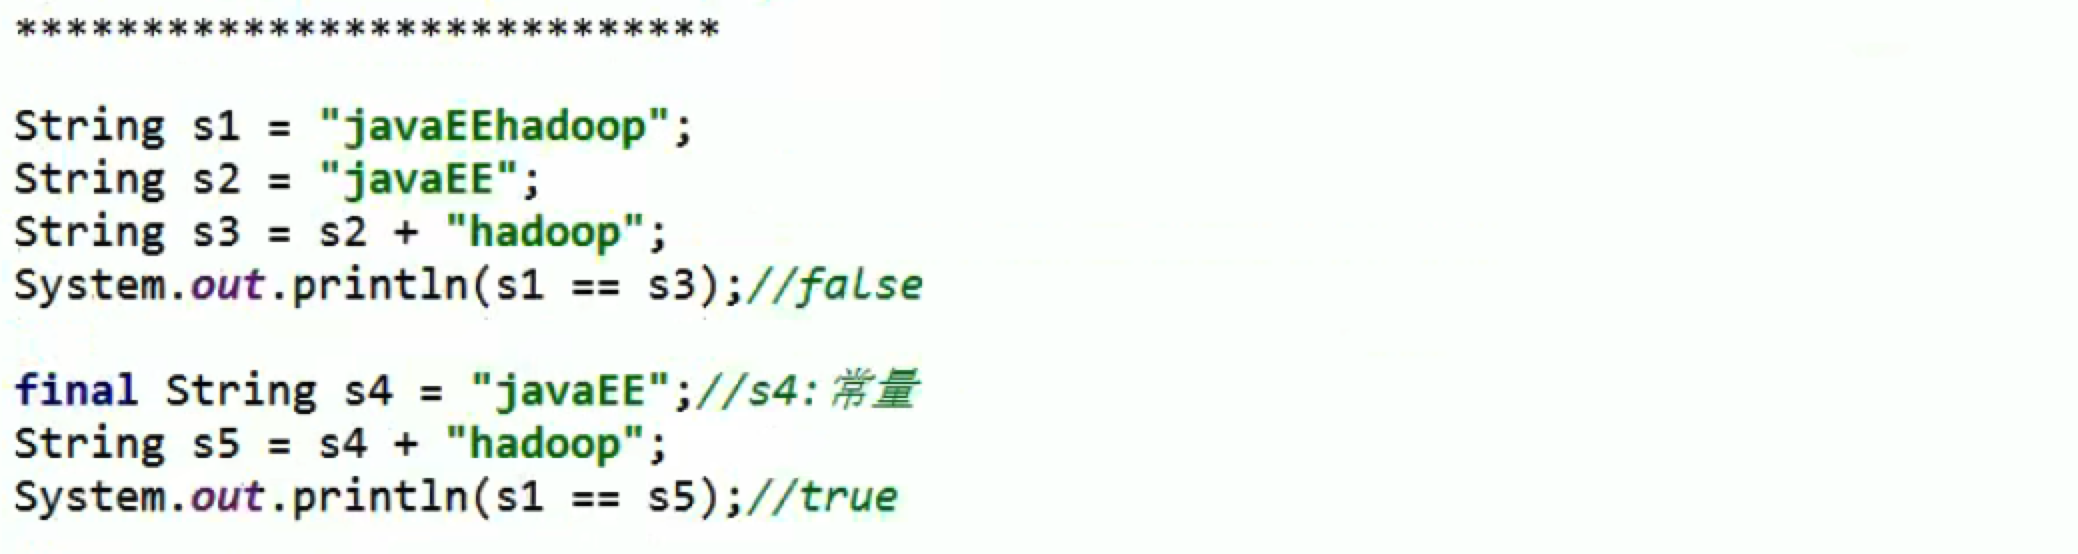 ****************************
String s1 = "javaEEhadoop";
String s2 = "javaEE";
String s3 = s2 + "hadoop";
System.out.println(s1 == s3);//false
final String s4 = "javaEE";//s4:常量
String s5 = s4 + "hadoop";
System.out.println(s1 == s5);//true